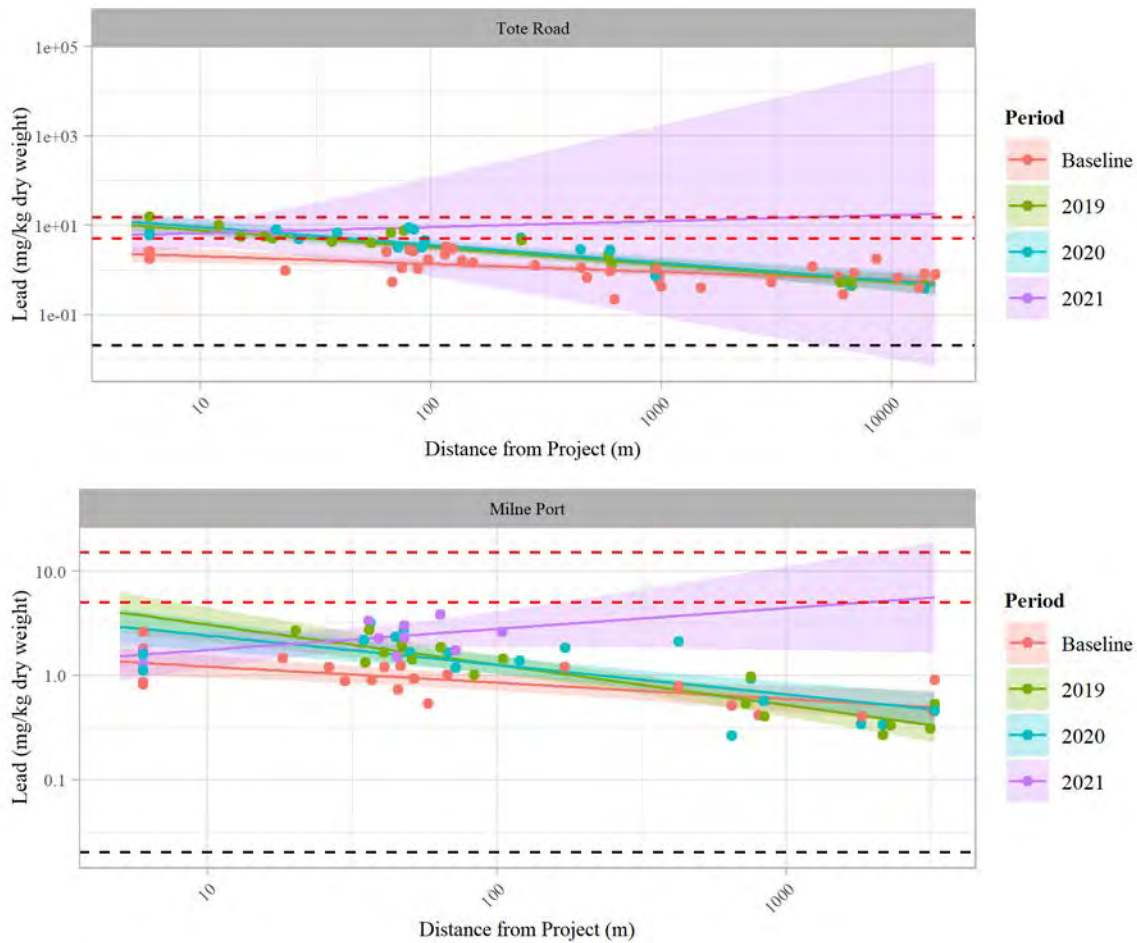 Tote Road
1e+05
1e+03
1e+01
1e-01
Lead (mg/kg dry weight)
10
100
1000
10000
Distance from Project (m)
Period
Baseline
2019
2020
2021
Milne Port
10.0
1.0
0.1
Lead (mg/kg dry weight)
10
100
1000
Distance from Project (m)
Period
Baseline
2019
2020
2021